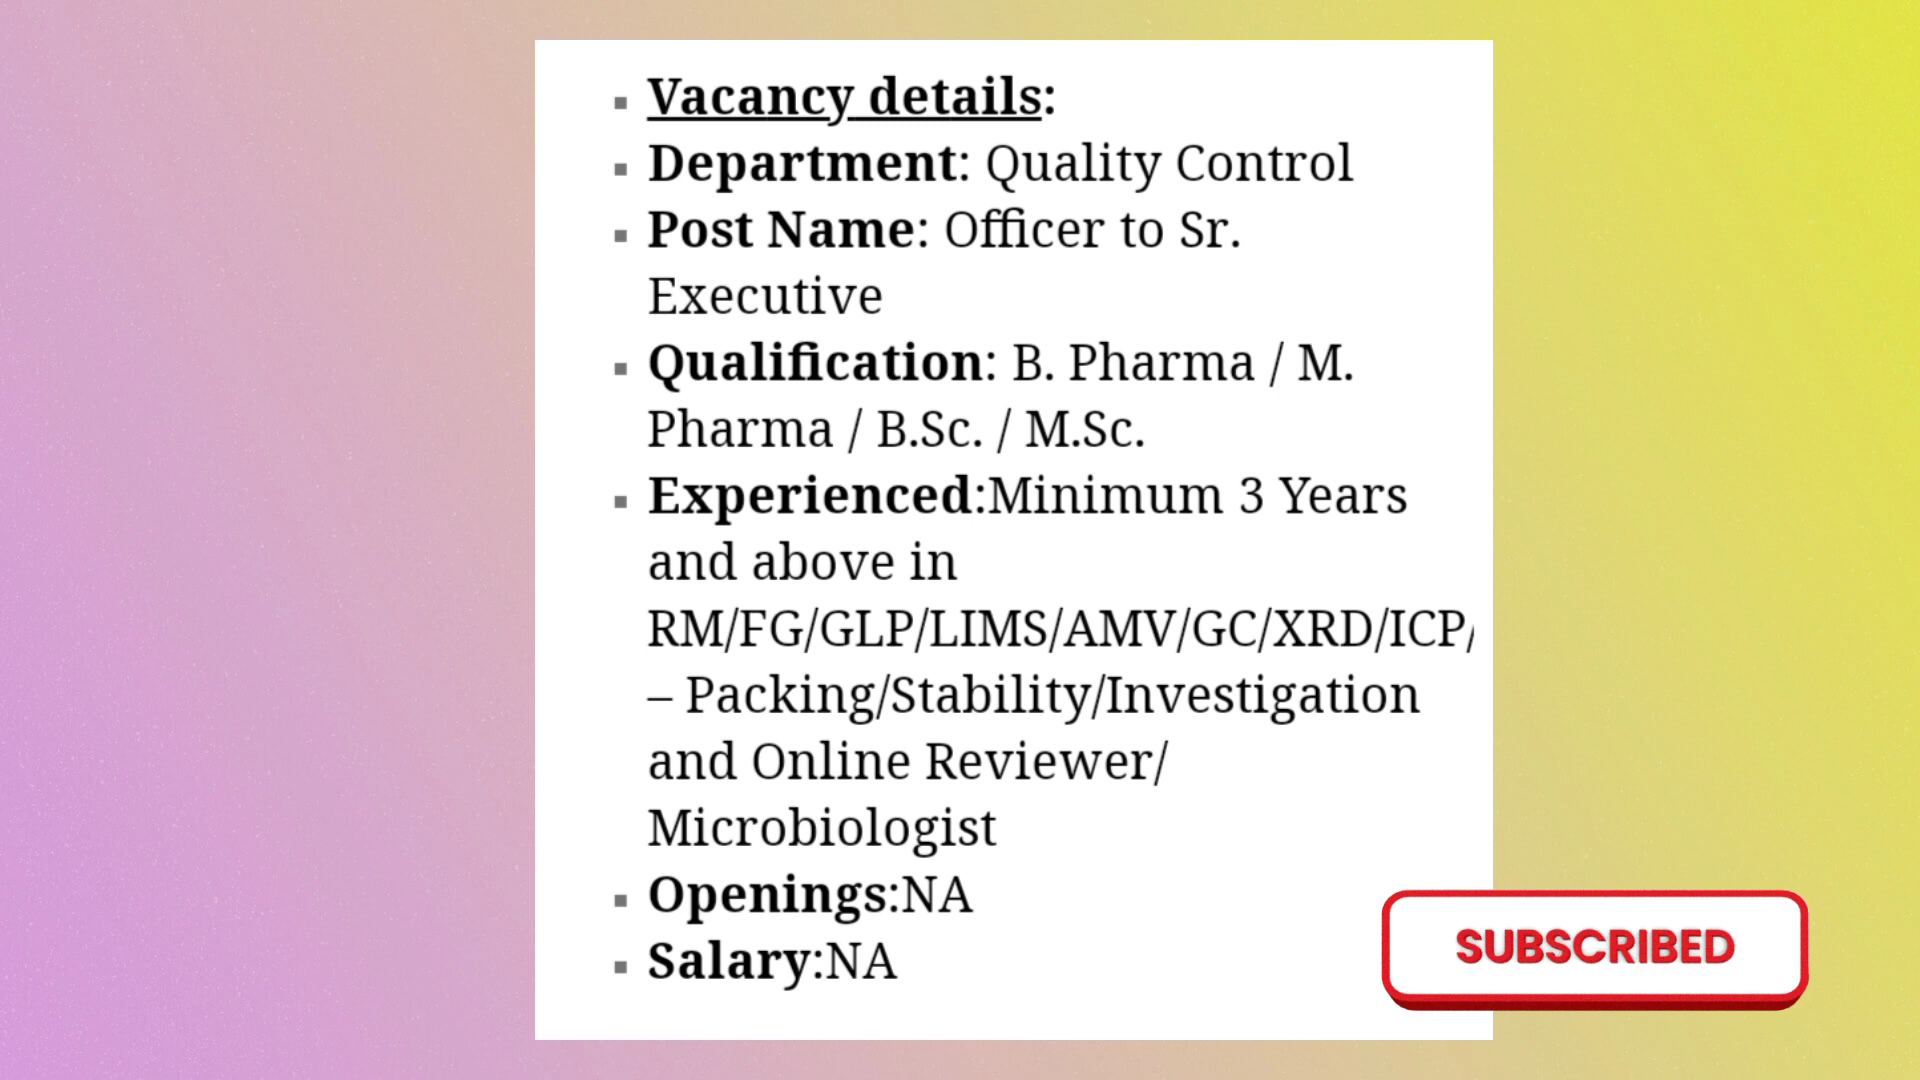 ▪ Vacancy details:
▪ Department: Quality Control
▪ Post Name: Officer to Sr.
Executive
▪ Qualification: B. Pharma / M.
Pharma / B.Sc. / M.Sc.
▪ Experienced:Minimum 3 Years
and above in
RM/FG/GLP/LIMS/AMV/GC/XRD/ICP/
– Packing/Stability/Investigation
and Online Reviewer/
Microbiologist
▪ Openings:NA
▪ Salary:NA
SUBSCRIBED